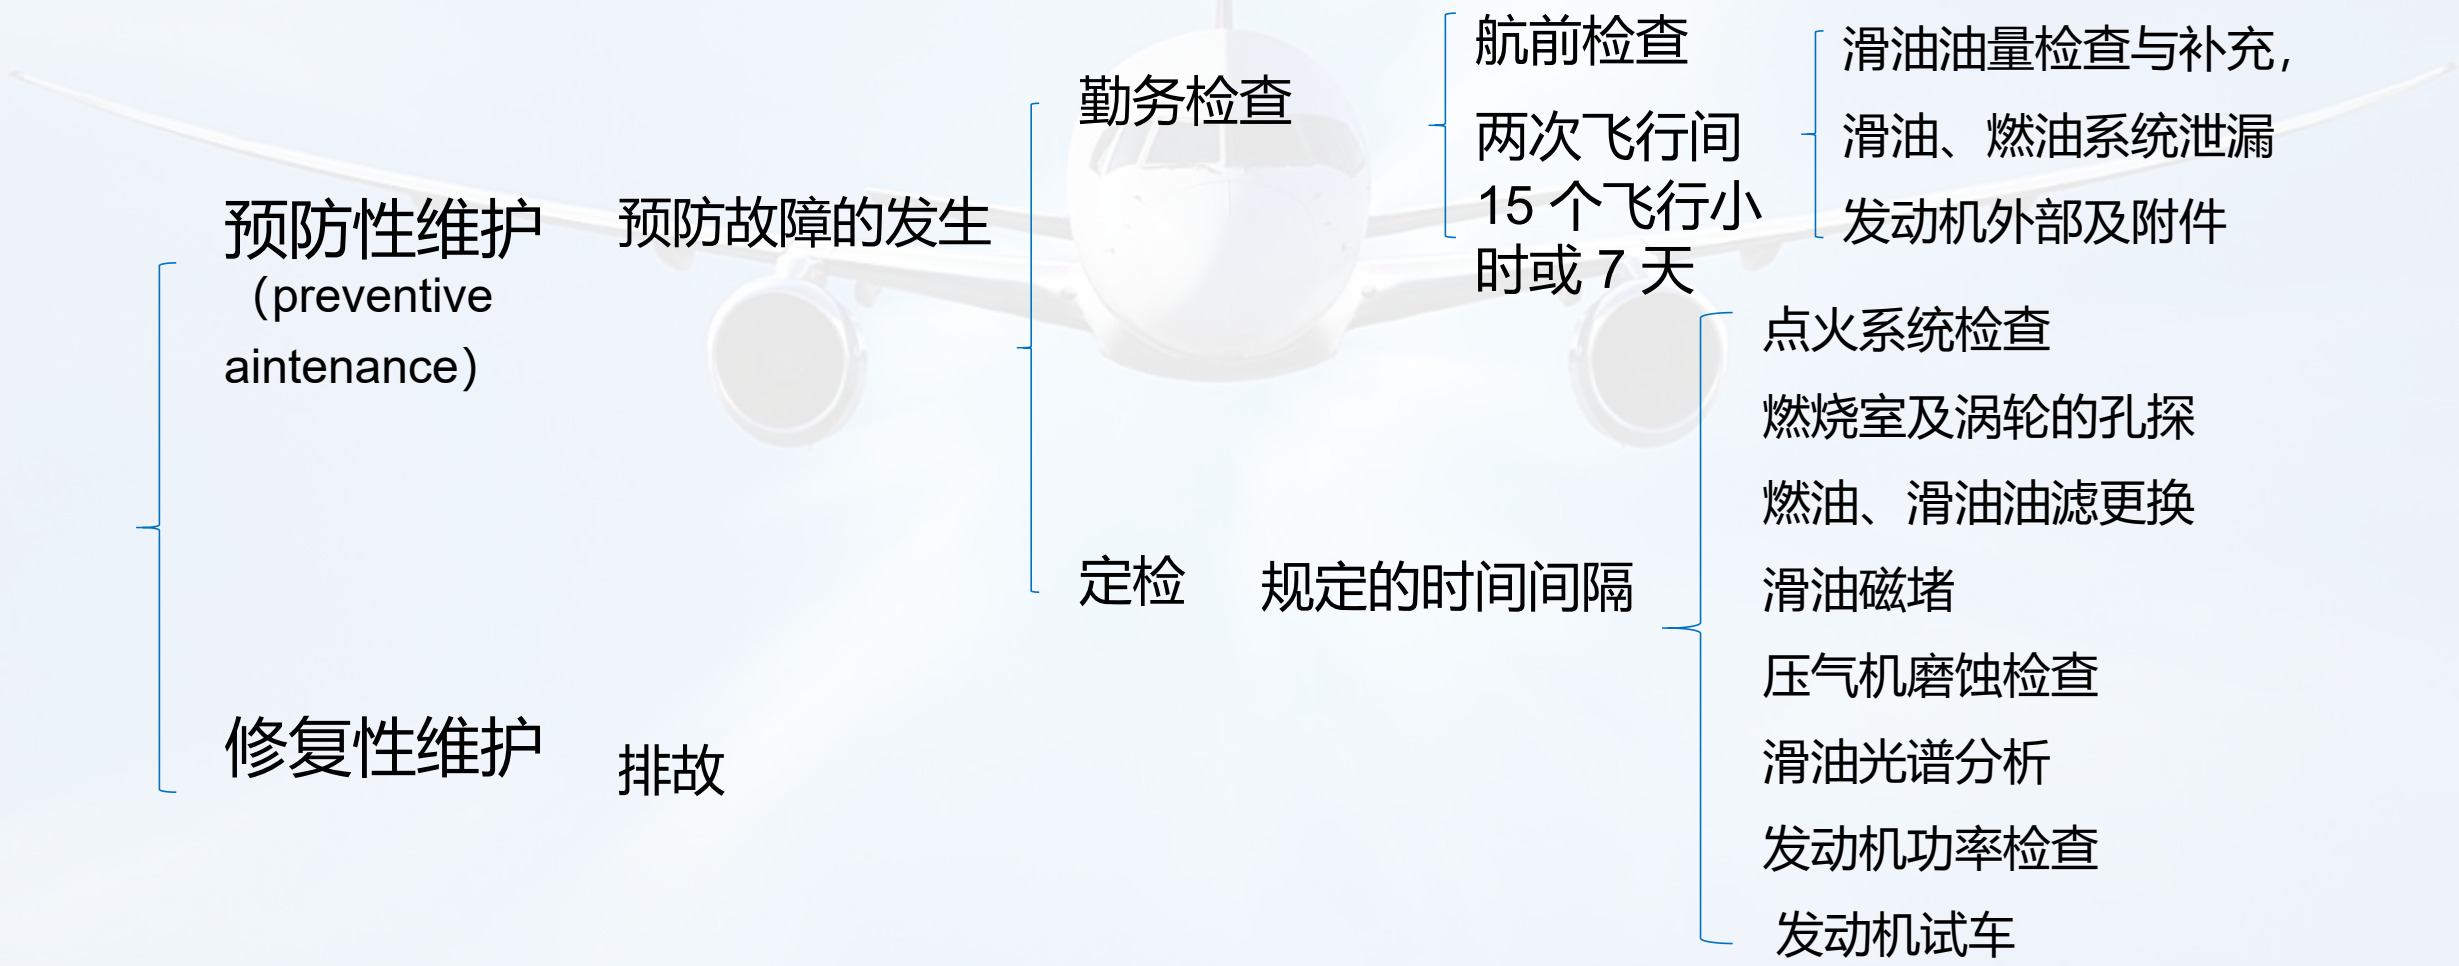 预防性维护
（preventive
aintenance）
预防故障的发生
勤务检查
航前检查
两次飞行间
15 个飞行小
时或 7 天
滑油油量检查与补充，
滑油、燃油系统泄漏
发动机外部及附件
定检
规定的时间间隔
点火系统检查
燃烧室及涡轮的孔探
燃油、滑油油滤更换
滑油磁堵
压气机磨蚀检查
滑油光谱分析
发动机功率检查
发动机试车
修复性维护
排故